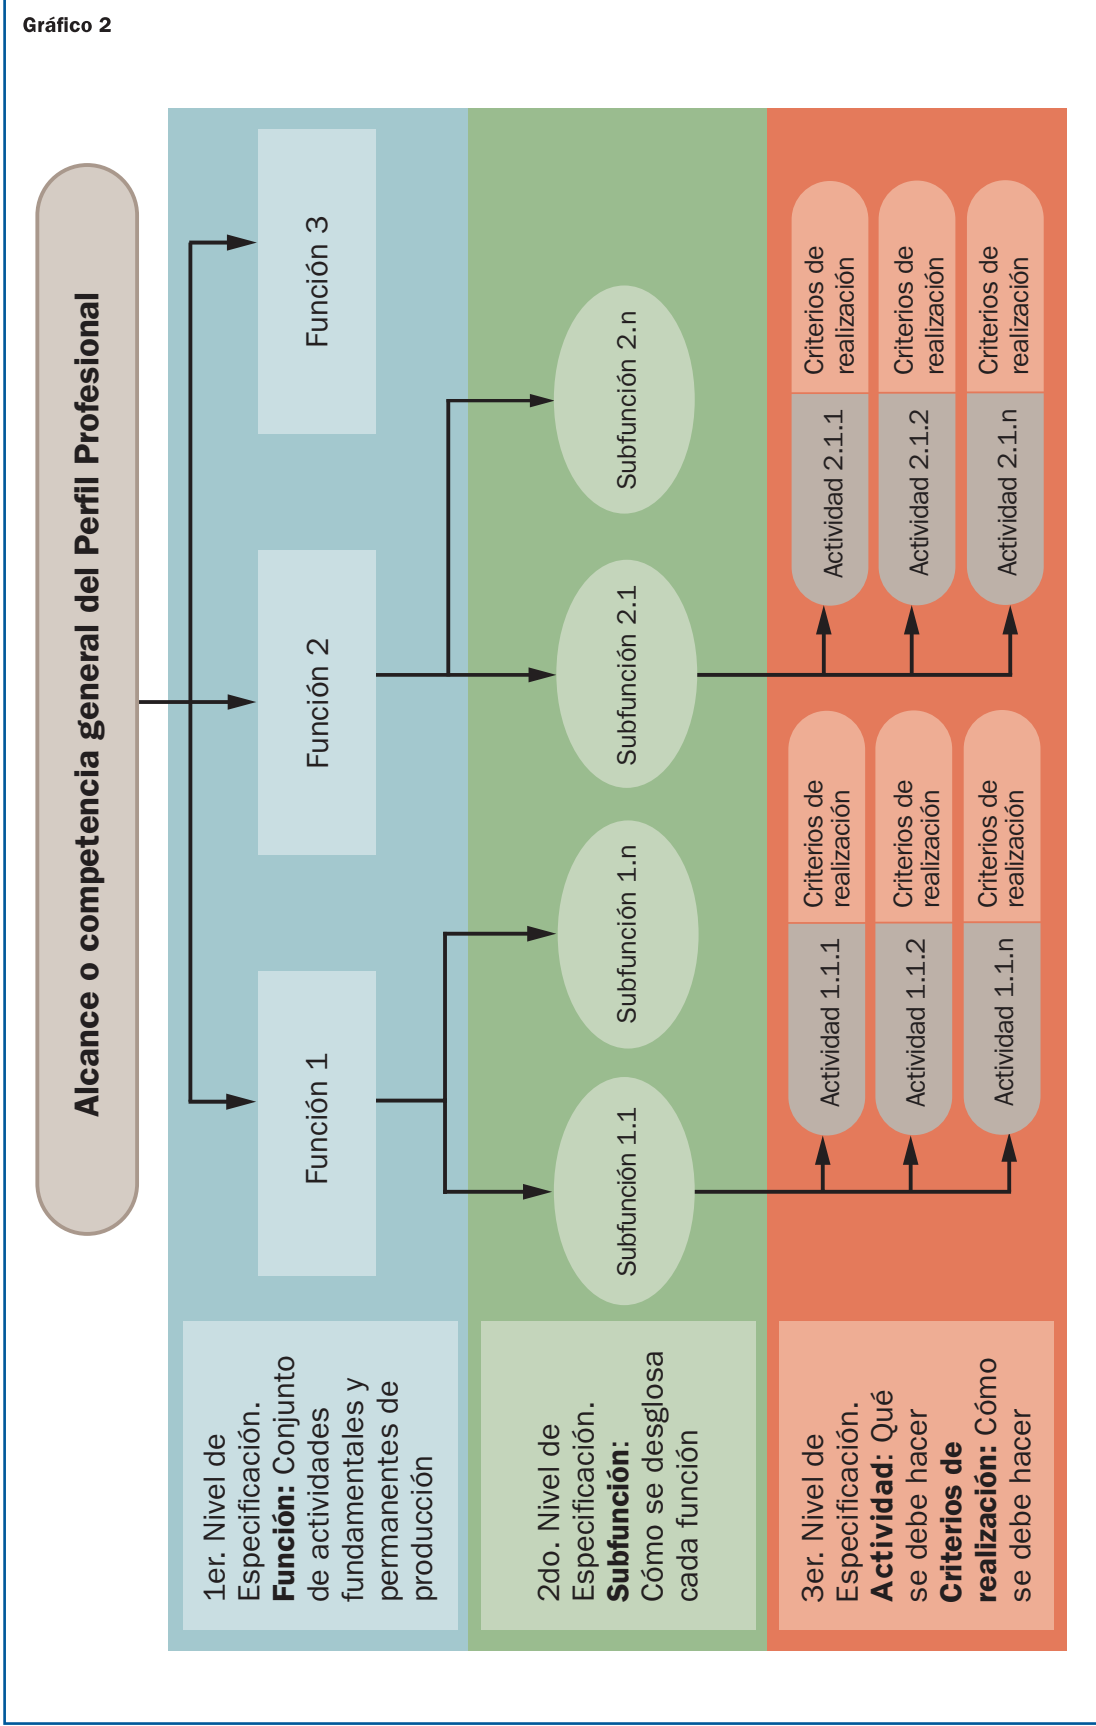 Gráfico 2
Alcance o competencia general del Perfil Profesional
1er. Nivel de
Especificación.
Función: Conjunto
de actividades
fundamentales y
permanentes de
producción
Función 1
Función 2
Función 3
2do. Nivel de
Especificación.
Subfunción:
Cómo se desglosa
cada función
Subfunción 1.1
Subfunción 1.n
Subfunción 2.1
Subfunción 2.n
3er. Nivel de
Especificación.
Actividad: Qué
se debe hacer
Criterios de
realización: Cómo
se debe hacer
Actividad 1.1.1
Criterios de
realización
Actividad 1.1.2
Criterios de
realización
Actividad 1.1.n
Criterios de
realización
Actividad 2.1.1
Criterios de
realización
Actividad 2.1.2
Criterios de
realización
Actividad 2.1.n
Criterios de
realización